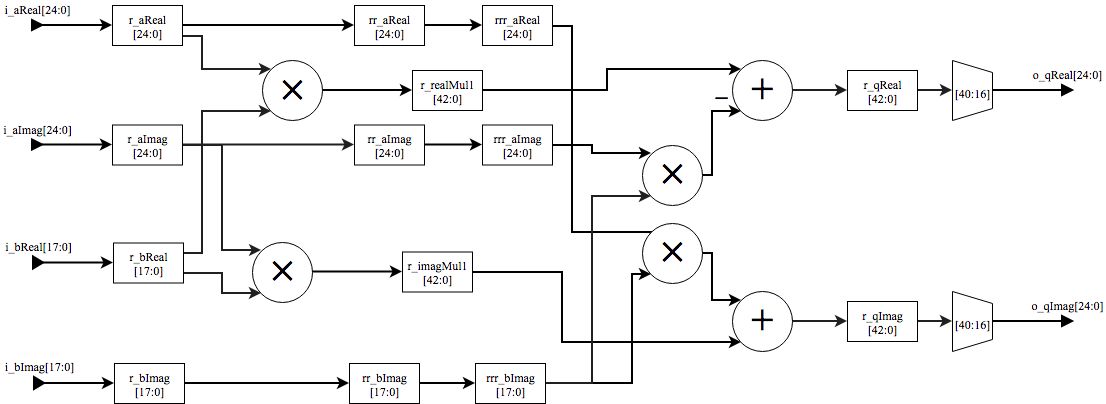 i_aReal[24:0]
r_aReal
[24:0]
rr_aReal
[24:0]
rrr_aReal
[24:0]
×
r_realMul1
[42:0]
+
−
r_qReal
[42:0]
[40:16]
o_qReal[24:0]
i_aImag[24:0]
r_aImag
[24:0]
rr_aImag
[24:0]
rrr_aImag
[24:0]
×
i_bReal[17:0]
r_bReal
[17:0]
×
r_imagMul1
[42:0]
×
+
r_qImag
[42:0]
[40:16]
o_qImag[24:0]
i_bImag[17:0]
r_bImag
[17:0]
rr_bImag
[17:0]
rrr_bImag
[17:0]